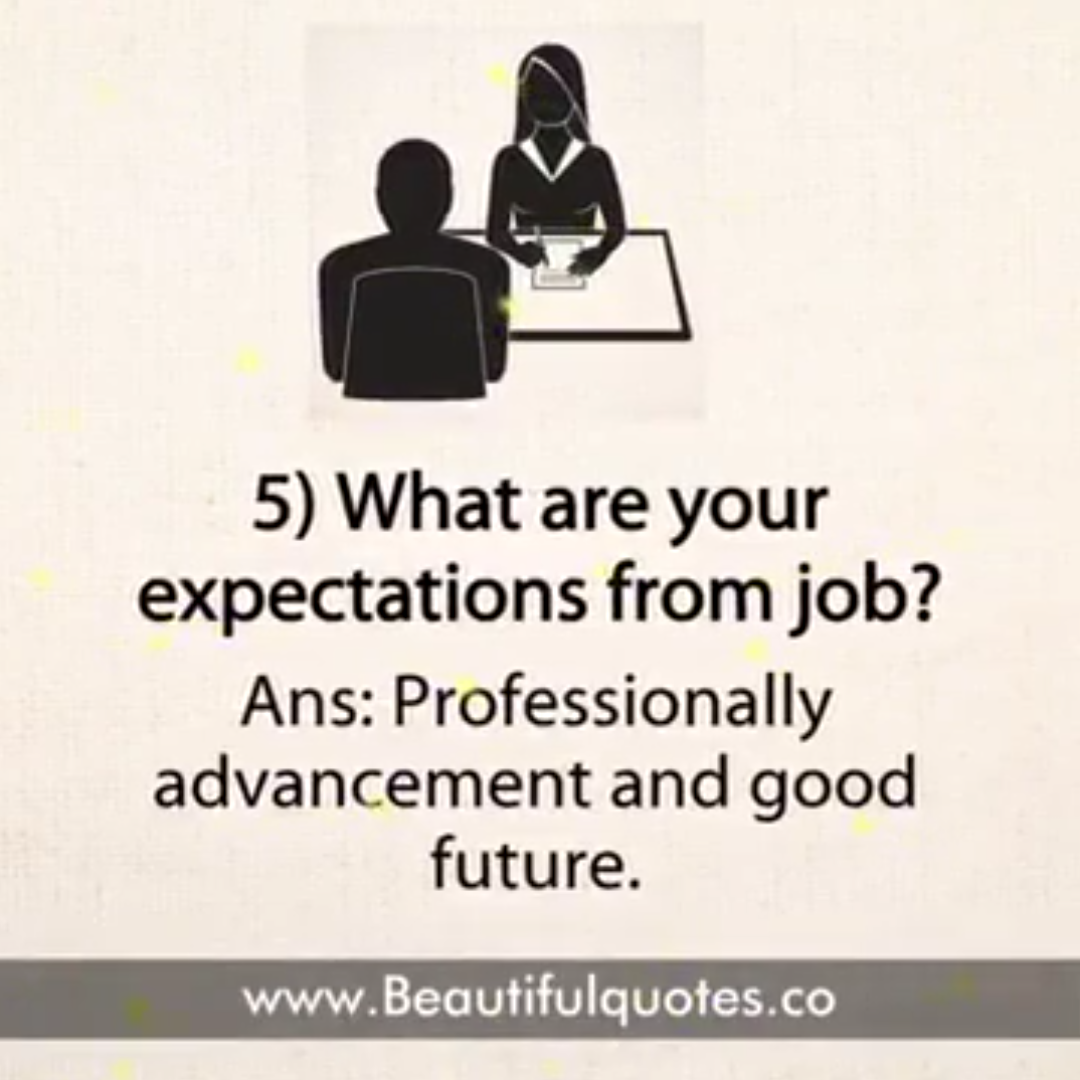 5) What are your
expectations from job?
Ans: Professionally
advancement and good
future.
www.Beautifulquotes.co